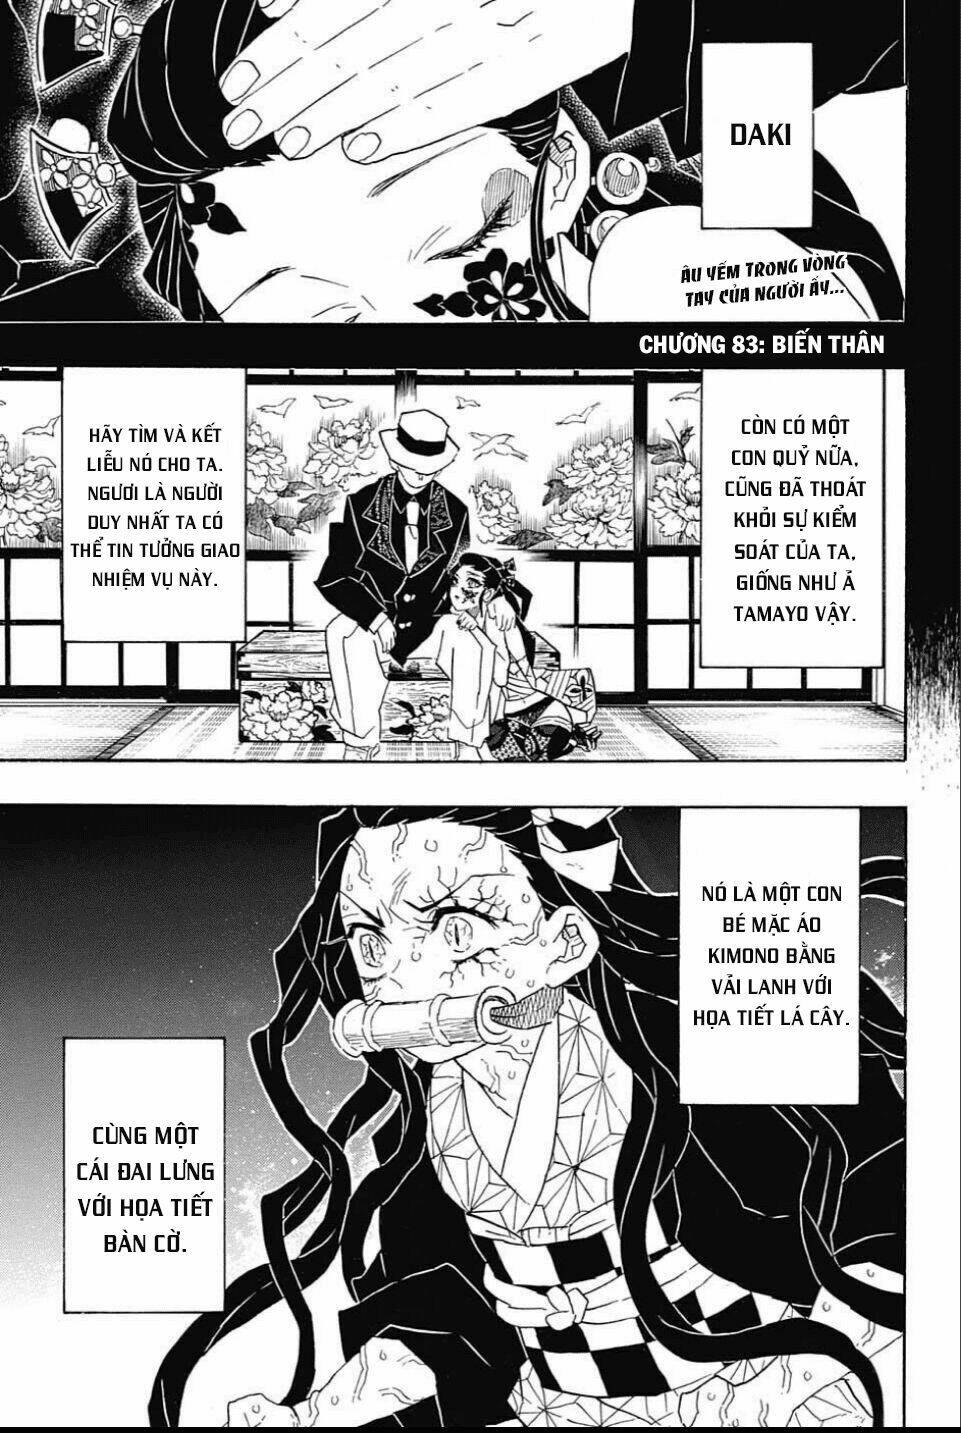 DAKI
ÂU YẾM TRONG VÒNG
TAY CỦA NGƯỜI ẤY...
CHƯƠNG 83: BIẾN THÂN
CÒN CÓ MỘT
CON QUỶ NỮA,
CŨNG ĐÃ THOÁT
KHỎI SỰ KIỂM
SOÁT CỦA TA,
GIỐNG NHƯ Ả
TAMAYO VẬY.
HÃY TÌM VÀ KẾT
LIỄU NÓ CHO TA.
NGƯƠI LÀ NGƯỜI
DUY NHẤT TA CÓ
THỂ TIN TƯỞNG GIAO
NHIỆM VỤ NÀY.
NÓ LÀ MỘT CON
BÉ MẶC ÁO
KIMONO BẰNG
VẢI LANH VỚI
HỌA TIẾT LÁ CÂY.
CÙNG MỘT
CÁI ĐAI LƯNG
VỚI HỌA TIẾT
BÀN CỜ.